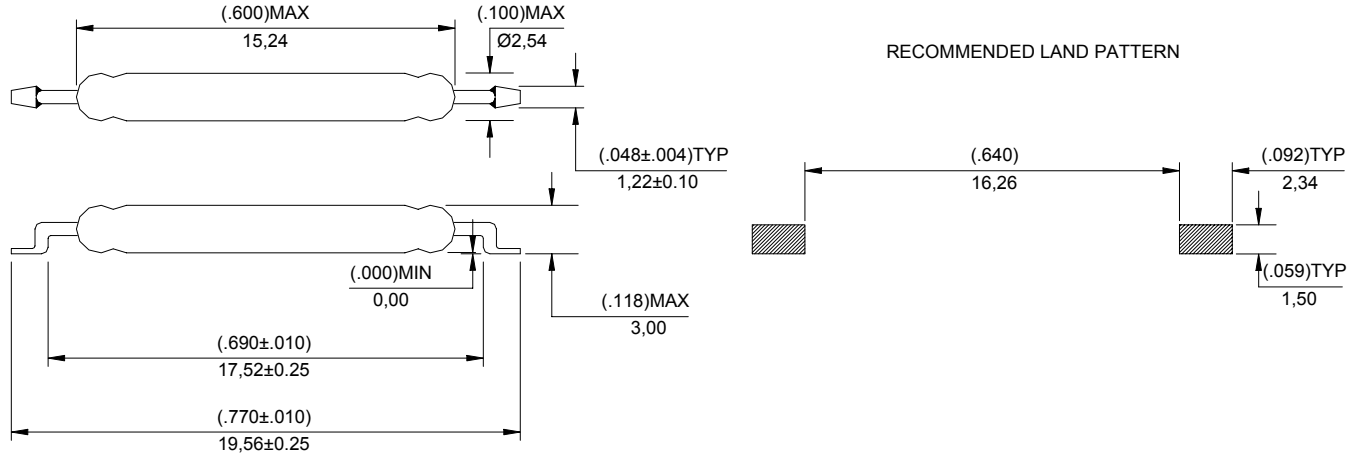 (.600)MAX
15,24
(.100)MAX
Ø2,54
RECOMMENDED LAND PATTERN
(.048±.004)TYP
1,22±0.10
(.640)
16,26
(.092)TYP
2,34
(.000)MIN
0,00
(.118)MAX
3,00
(.059)TYP
1,50
(.690±.010)
17,52±0.25
(.770±.010)
19,56±0.25